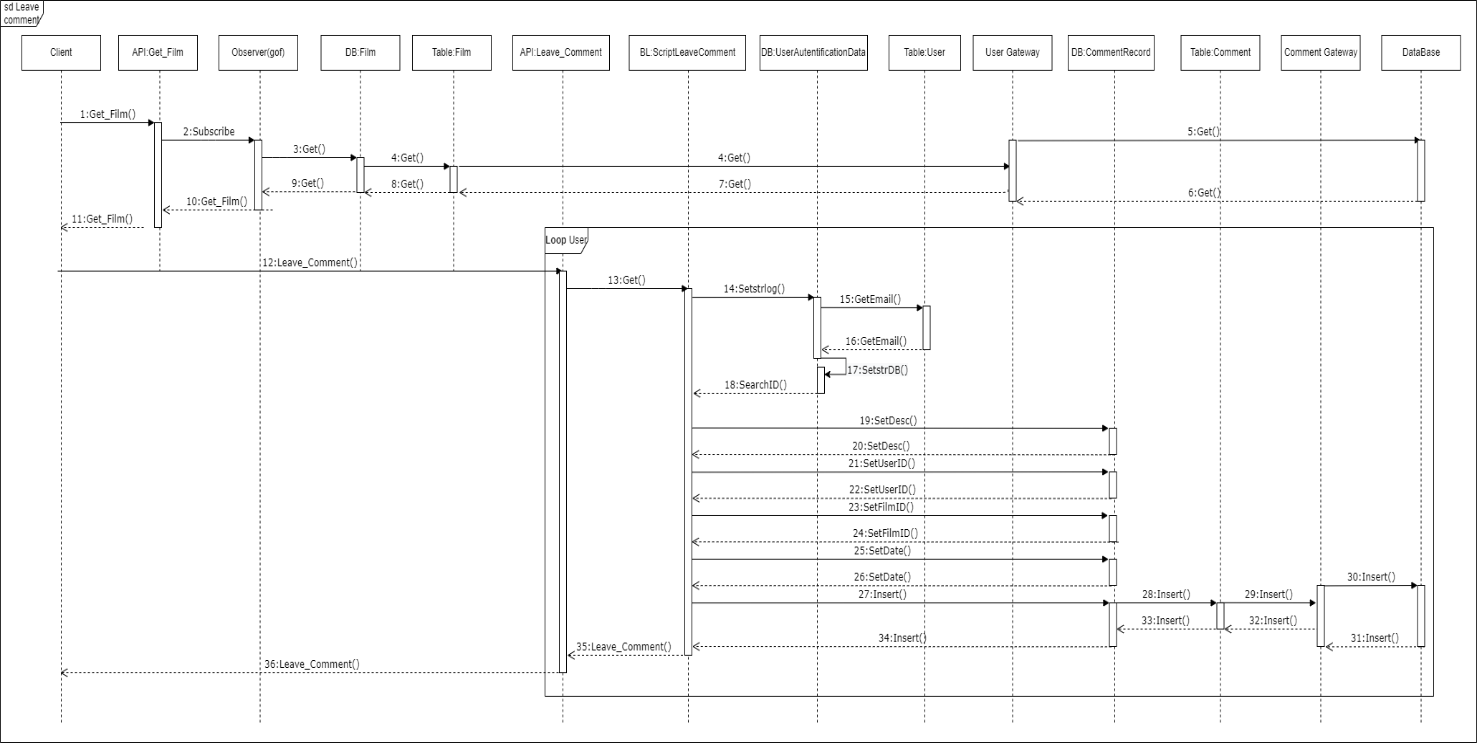 sd Leave
comment
Client
API:Get_Film
Observer(gof)
DB:Film
Table:Film
API:Leave_Comment
BL:ScriptLeaveComment
DB:UserAutentificationData
Table:User
User Gateway
DB:CommentRecord
Table:Comment
Comment Gateway
DataBase
1:Get_Film()
2:Subscribe
5:Get()
3:Get()
4:Get()
4:Get()
9:Get()
8:Get()
7:Get()
6:Get()
10:Get_Film()
11:Get_Film()
Loop User
12:Leave_Comment()
13:Get()
14:Setstrlog()
15:GetEmail()
16:GetEmail()
17:SetstrDB()
18:SearchID()
19:SetDesc()
20:SetDesc()
21:SetUserID()
22:SetUserID()
23:SetFilmID()
24:SetFilmID()
25:SetDate()
26:SetDate()
30:Insert()
27:Insert()
28:Insert()
29:Insert()
33:Insert()
32:Insert()
34:Insert()
31:Insert()
35:Leave_Comment()
36:Leave_Comment()